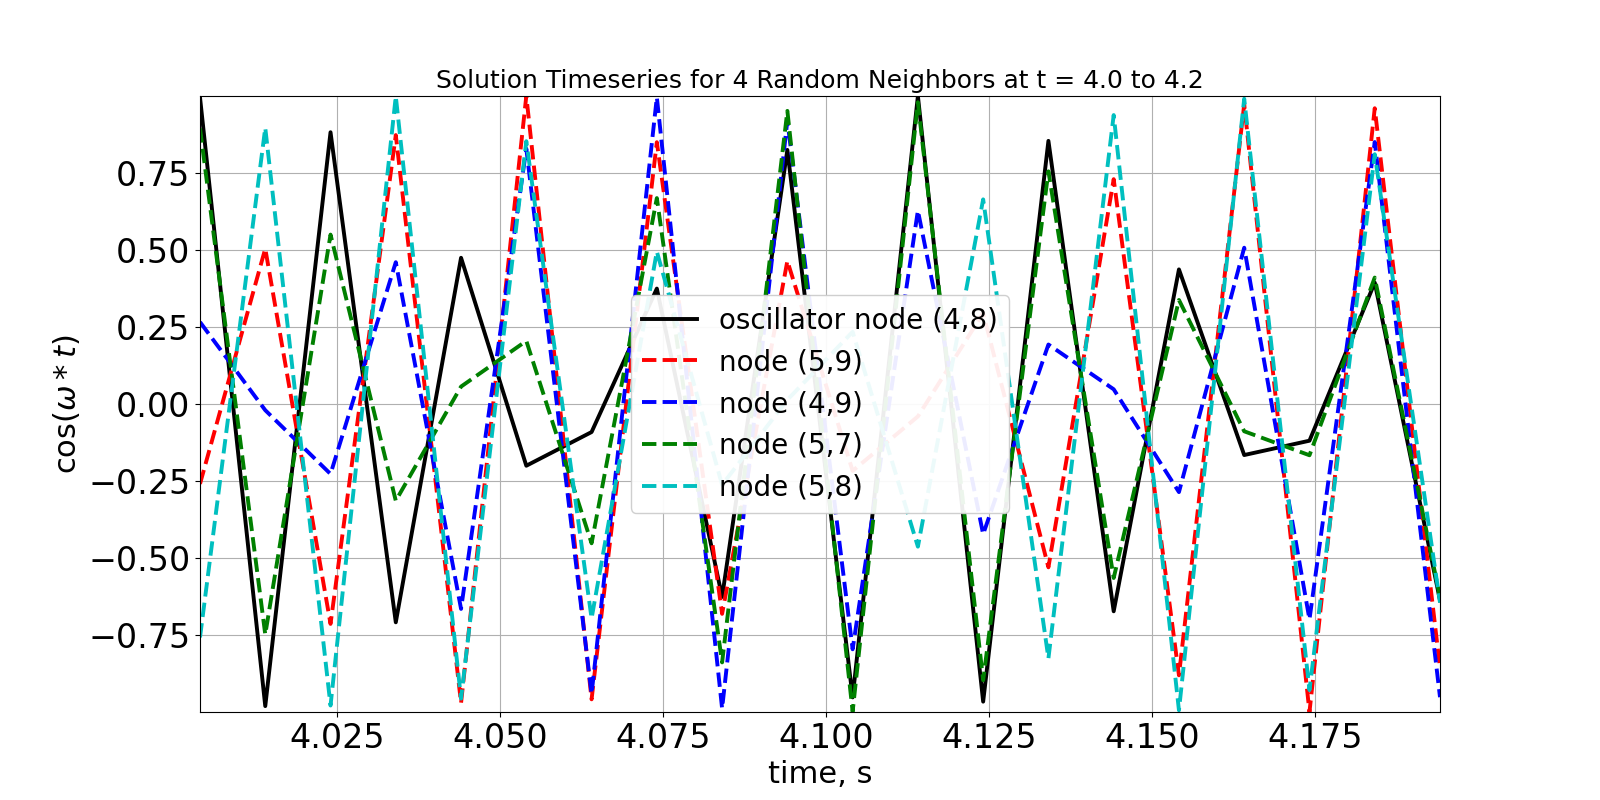 Solution Timeseries for 4 Random Neighbors at t = 4.0 to 4.2
cos(ω * t)
0.75
0.50
0.25
0.00
−0.25
−0.50
−0.75
oscillator node (4,8)
node (5,9)
node (4,9)
node (5,7)
node (5,8)
4.025 4.050 4.075 4.100 4.125 4.150 4.175
time, s